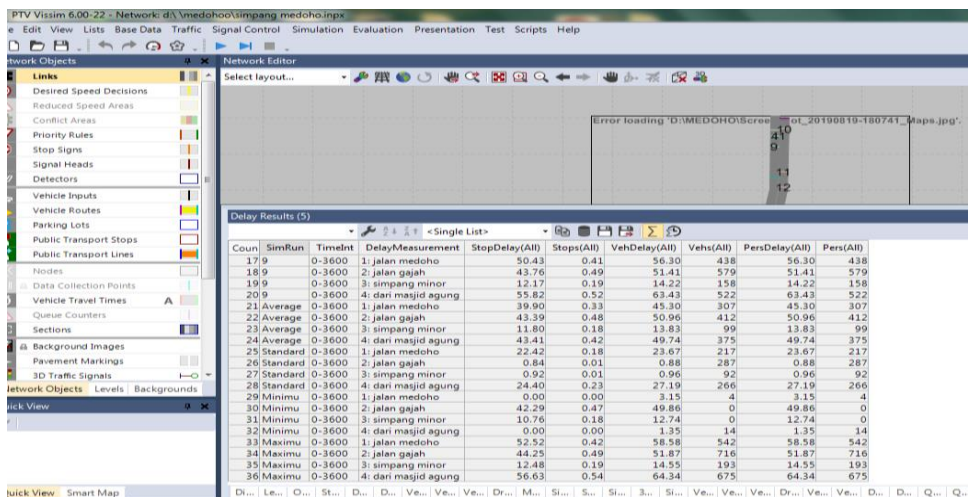 PTV Vissim 6.00-22 - Network: d:\ \medohoo\simpang medoho.inpx
e Edit View Lists Base Data Traffic Signal Control Simulation Evaluation Presentation Test Scripts Help
twork Objects
Network Editor
Links
Select layout...
Desired Speed Decisions
Reduced Speed Areas
Conflict Areas
Priority Rules
Stop Signs
Signal Heads
Detectors
Vehicle Inputs
Vehicle Routes
Parking Lots
Public Transport Stops
Public Transport Lines
Nodes
Data Collection Points
Vehicle Travel Times A
Queue Counters
Sections
Background Images
Pavement Markings
3D Traffic Signals
Network Objects Levels Backgrounds
uick View
Quick View Smart Map
Error loading 'D:\MEDOHO\Scree ot_20190819-180741_Maps.jpg'.
10
41
9
11
12
Delay Results (5)
<Single List>
Coun SimRun TimeInt DelayMeasurement StopDelay(All) Stops(All) VehDelay(All) Vehs(All) PersDelay(All) Pers(All)
17 9 0-3600 1: jalan medoho 50.43 0.41 56.30 438 56.30 438
18 9 0-3600 2: jalan gajah 43.76 0.49 51.41 579 51.41 579
19 9 0-3600 3: simpang minor 12.17 0.19 14.22 158 14.22 158
20 9 0-3600 4: dari masjid agung 55.82 0.52 63.43 522 63.43 522
21 Average 0-3600 1: jalan medoho 39.90 0.33 45.30 307 45.30 307
22 Average 0-3600 2: jalan gajah 43.39 0.48 50.96 412 50.96 412
23 Average 0-3600 3: simpang minor 11.80 0.18 13.83 99 13.83 99
24 Average 0-3600 4: dari masjid agung 43.41 0.42 49.74 375 49.74 375
25 Standard 0-3600 1: jalan medoho 22.42 0.18 23.67 217 23.67 217
26 Standard 0-3600 2: jalan gajah 0.84 0.01 0.88 287 0.88 287
27 Standard 0-3600 3: simpang minor 0.92 0.01 0.96 92 0.96 92
28 Standard 0-3600 4: dari masjid agung 24.40 0.23 27.19 266 27.19 266
29 Minimu 0-3600 1: jalan medoho 0.00 0.00 3.15 4 3.15 4
30 Minimu 0-3600 2: jalan gajah 42.29 0.47 49.86 0 49.86 0
31 Minimu 0-3600 3: simpang minor 10.76 0.18 12.74 0 12.74 0
32 Minimu 0-3600 4: dari masjid agung 0.00 0.00 1.35 14 1.35 14
33 Maximu 0-3600 1: jalan medoho 52.52 0.42 58.58 542 58.58 542
34 Maximu 0-3600 2: jalan gajah 44.25 0.49 51.87 716 51.87 716
35 Maximu 0-3600 3: simpang minor 12.48 0.19 14.55 193 14.55 193
36 Maximu 0-3600 4: dari masjid agung 56.63 0.54 64.34 675 64.34 675
Di... Le... O... St... D... D... Ve... Ve... Ve... Dr... M... Si... S... Si... 3... Si... Ve... Ve... Ve... Dr... Ve... Ve... D... D... Q... Q...